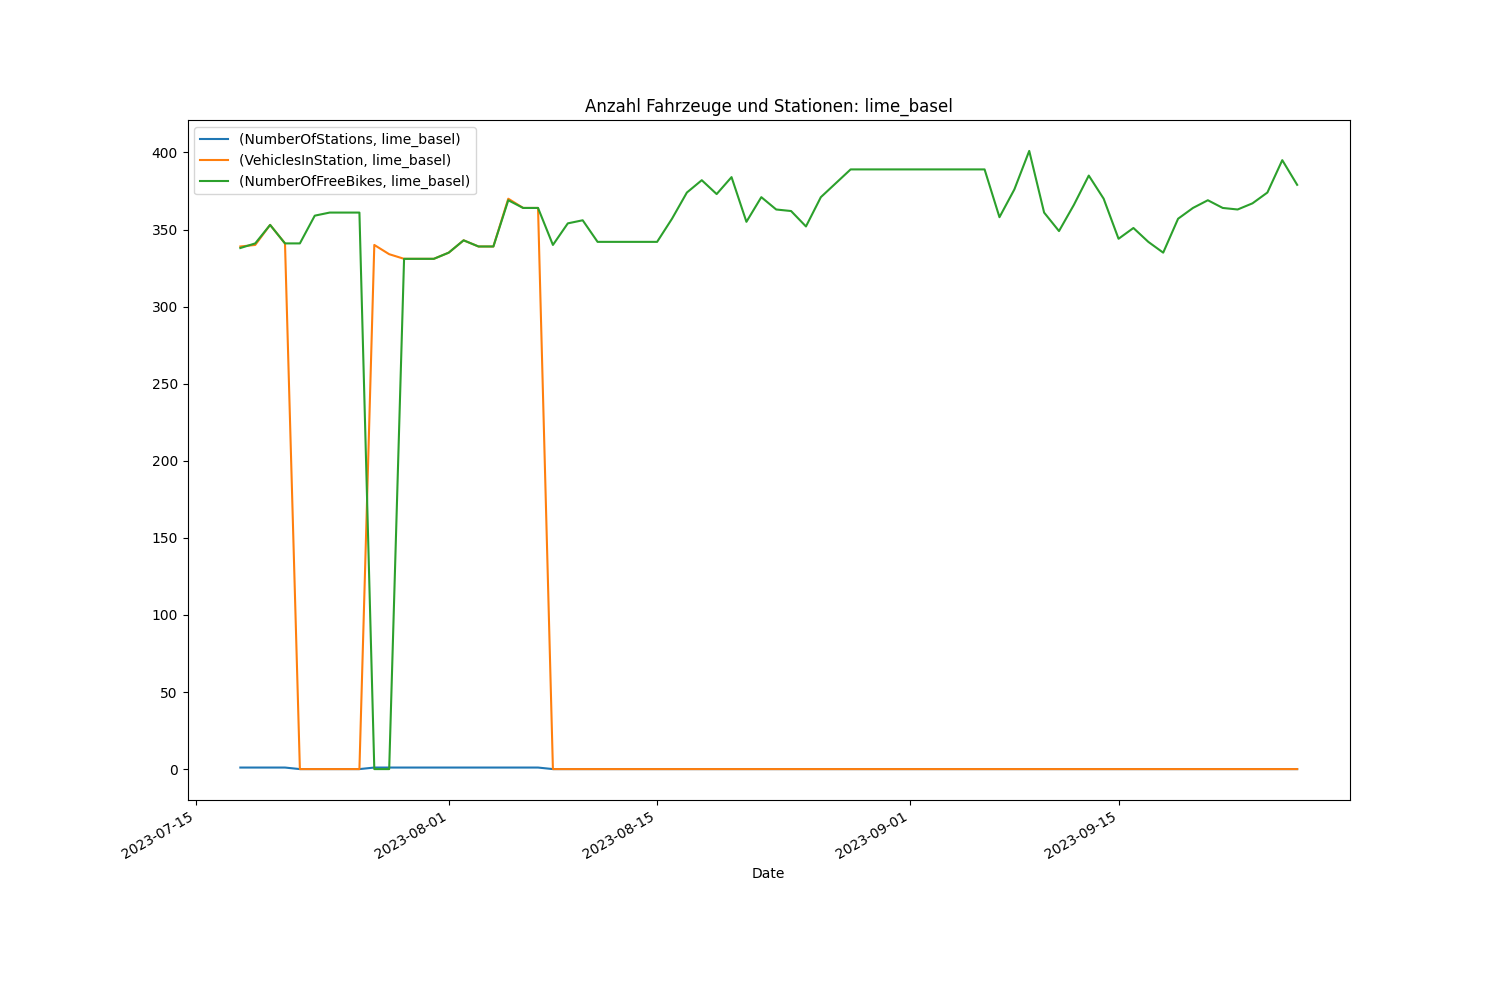 Anzahl Fahrzeuge und Stationen: lime_basel
(NumberOfStations, lime_basel)
(VehiclesInStation, lime_basel)
(NumberOfFreeBikes, lime_basel)
400
350
300
250
200
150
100
50
0
2023-07-15
2023-08-01
2023-08-15
2023-09-01
2023-09-15
Date